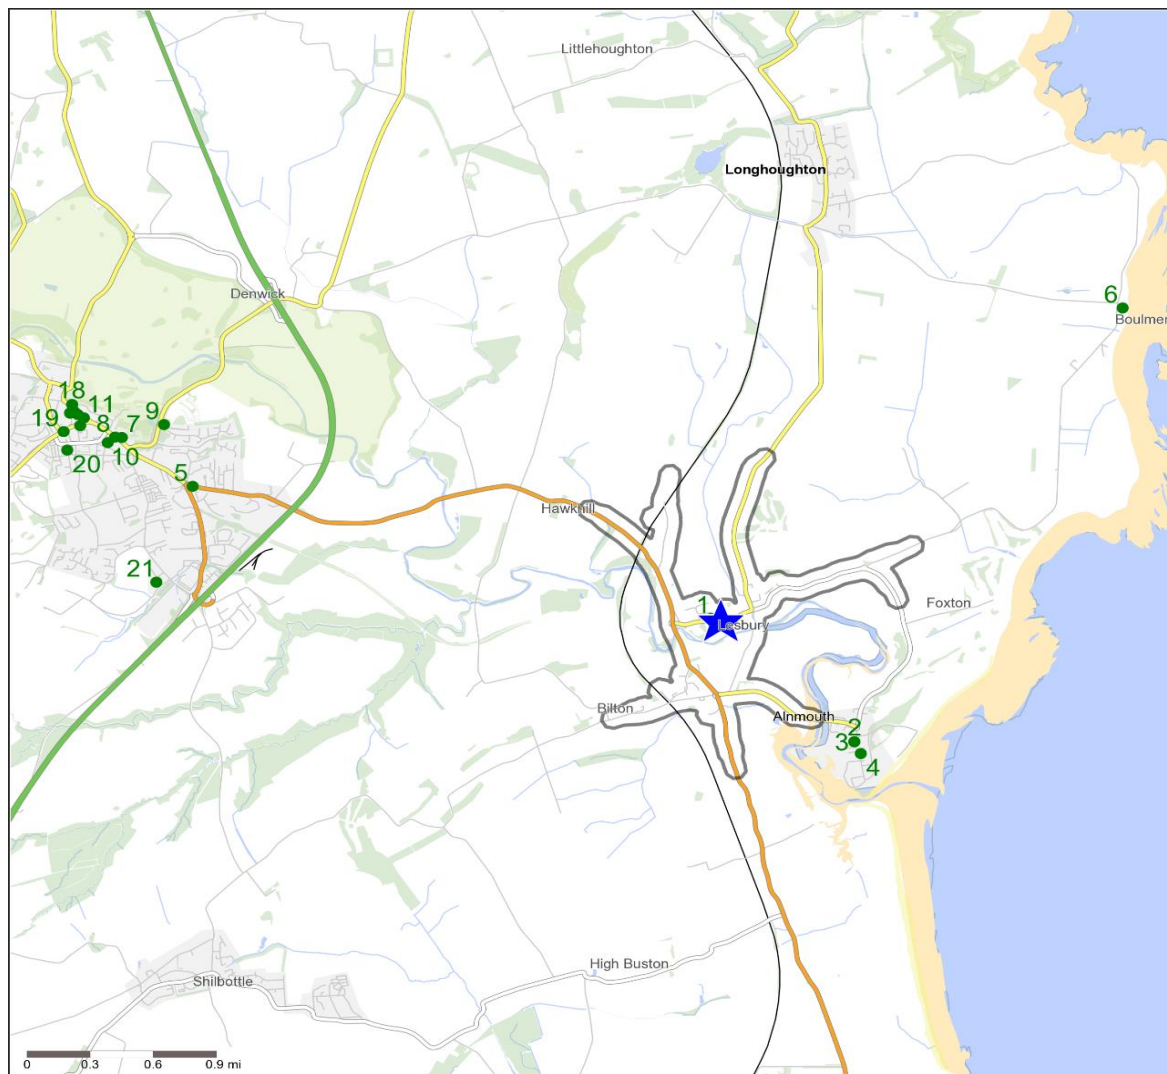 Littlehoughton
Longhoughton
Denwick
6
Boulmer
18
11
19
8
7
9
10
20
5
Hawkhill
21
1
Lesbury
Foxton
Bilton
Alnmouth
2
3
4
High Buston
Shilbottle
0 0.3 0.6 0.9 mi